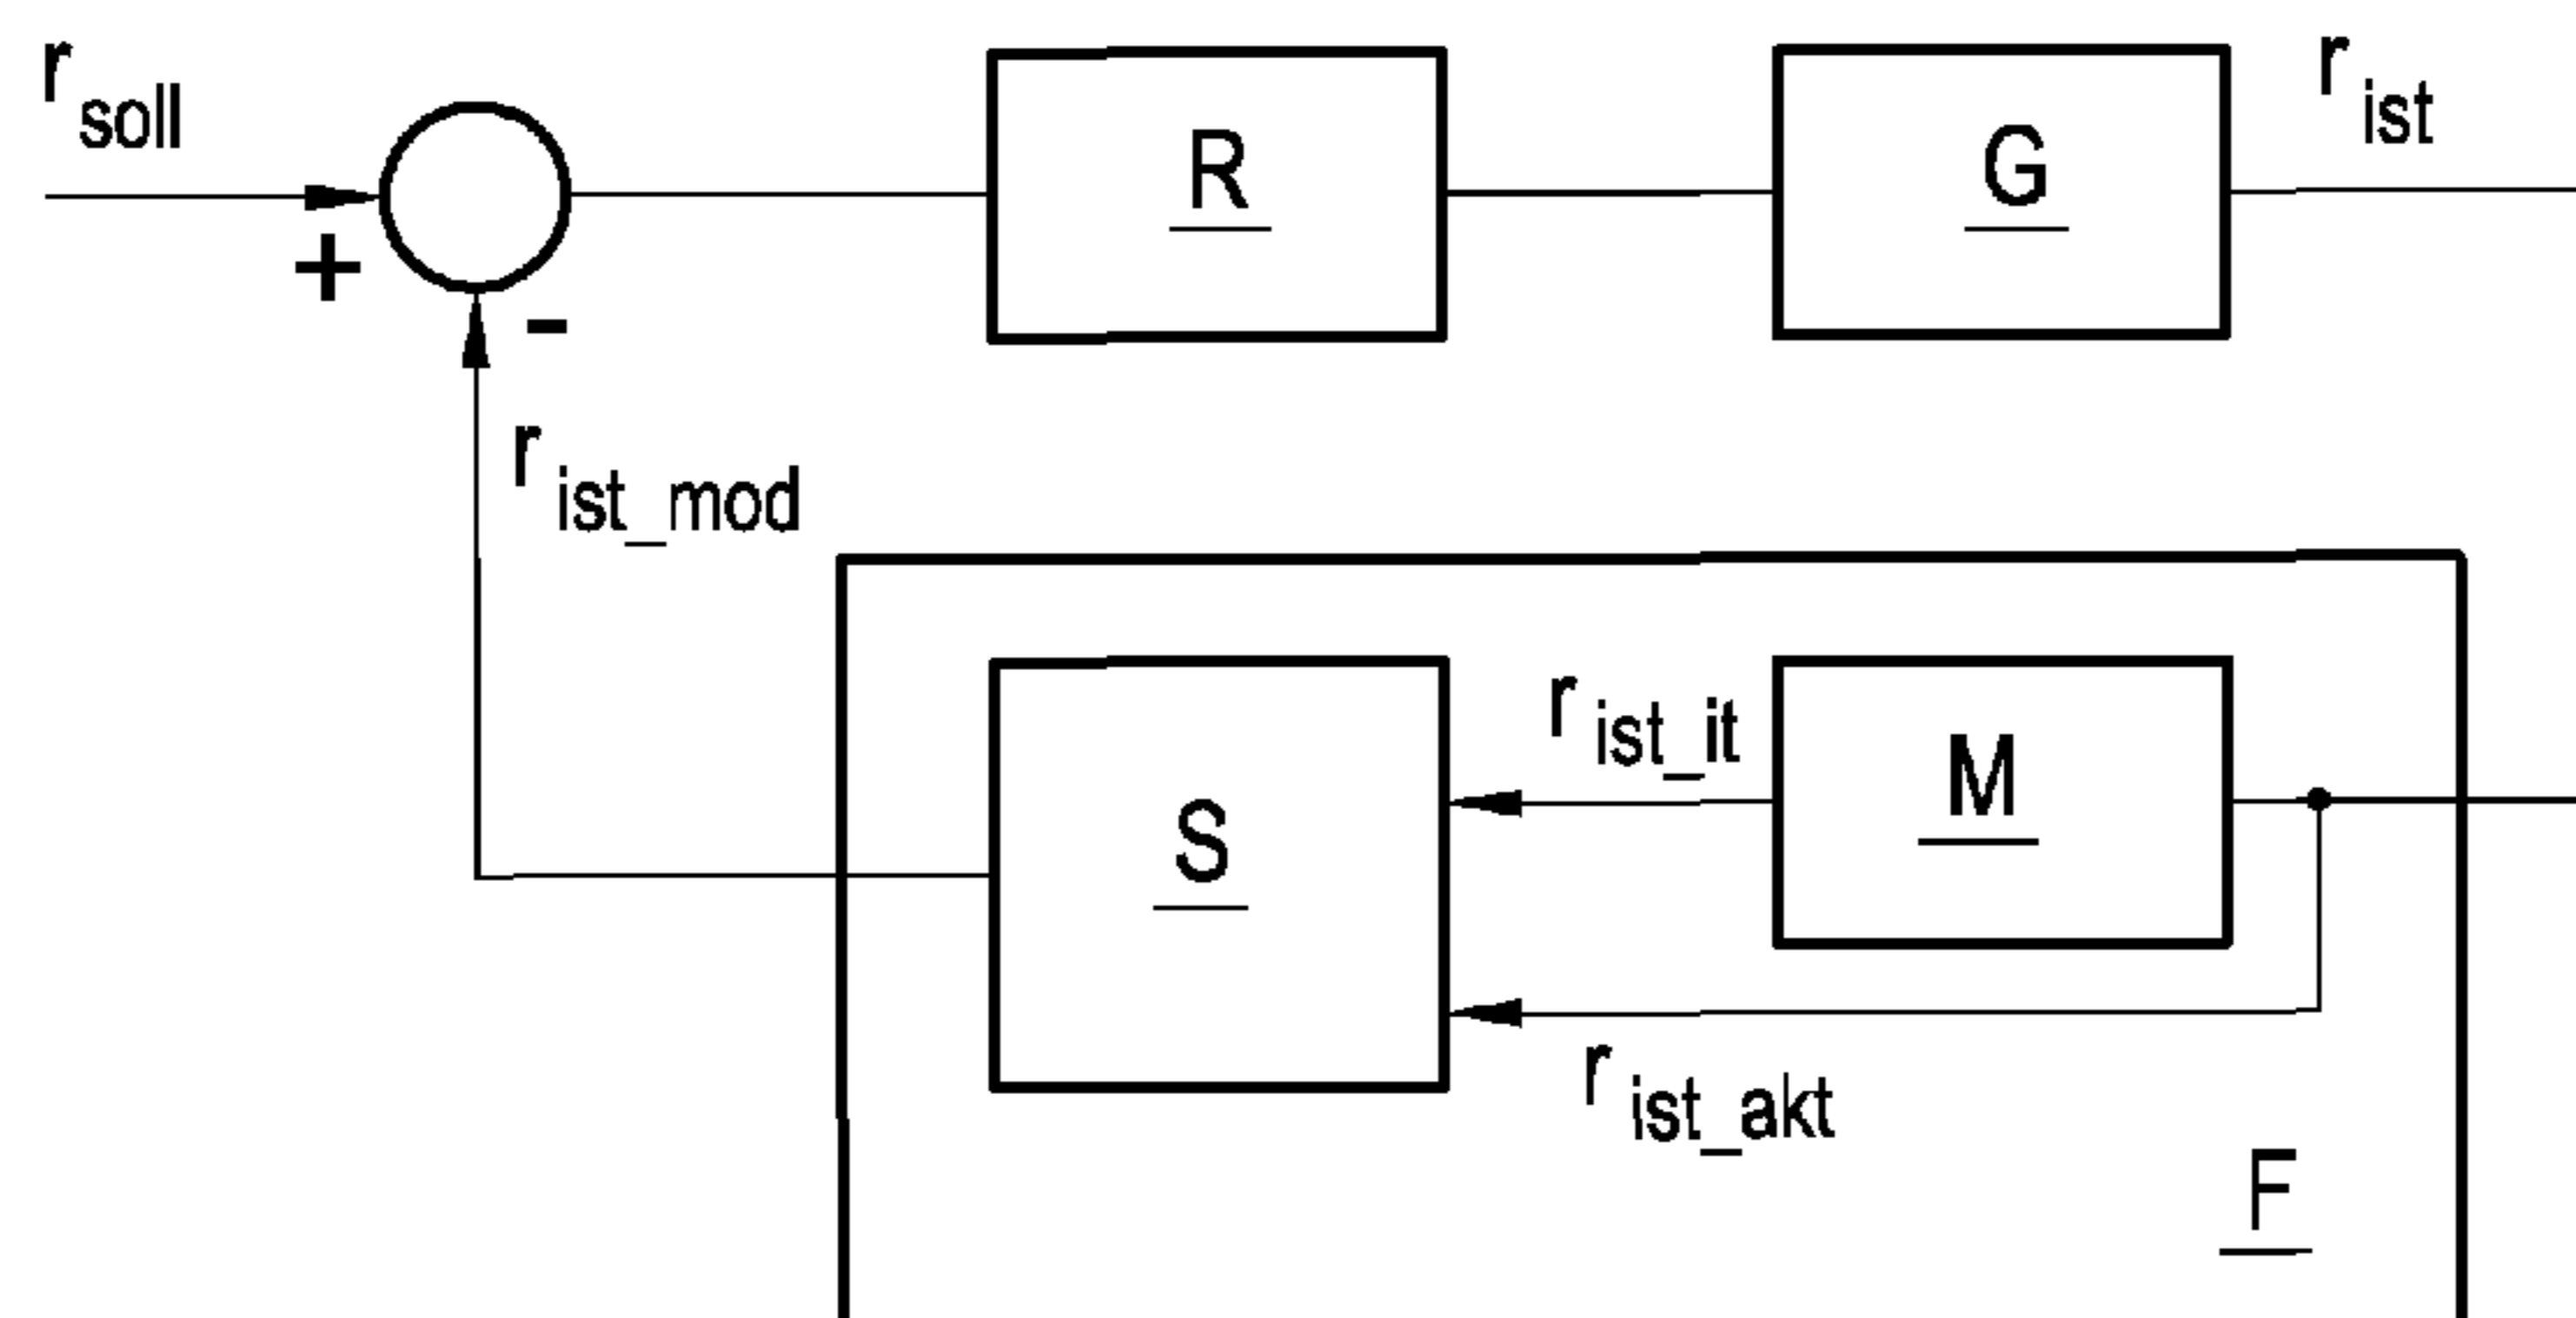 r soll
+
-
R
G
r ist
r ist_mod
S
r ist_it
M
r ist_akt
F